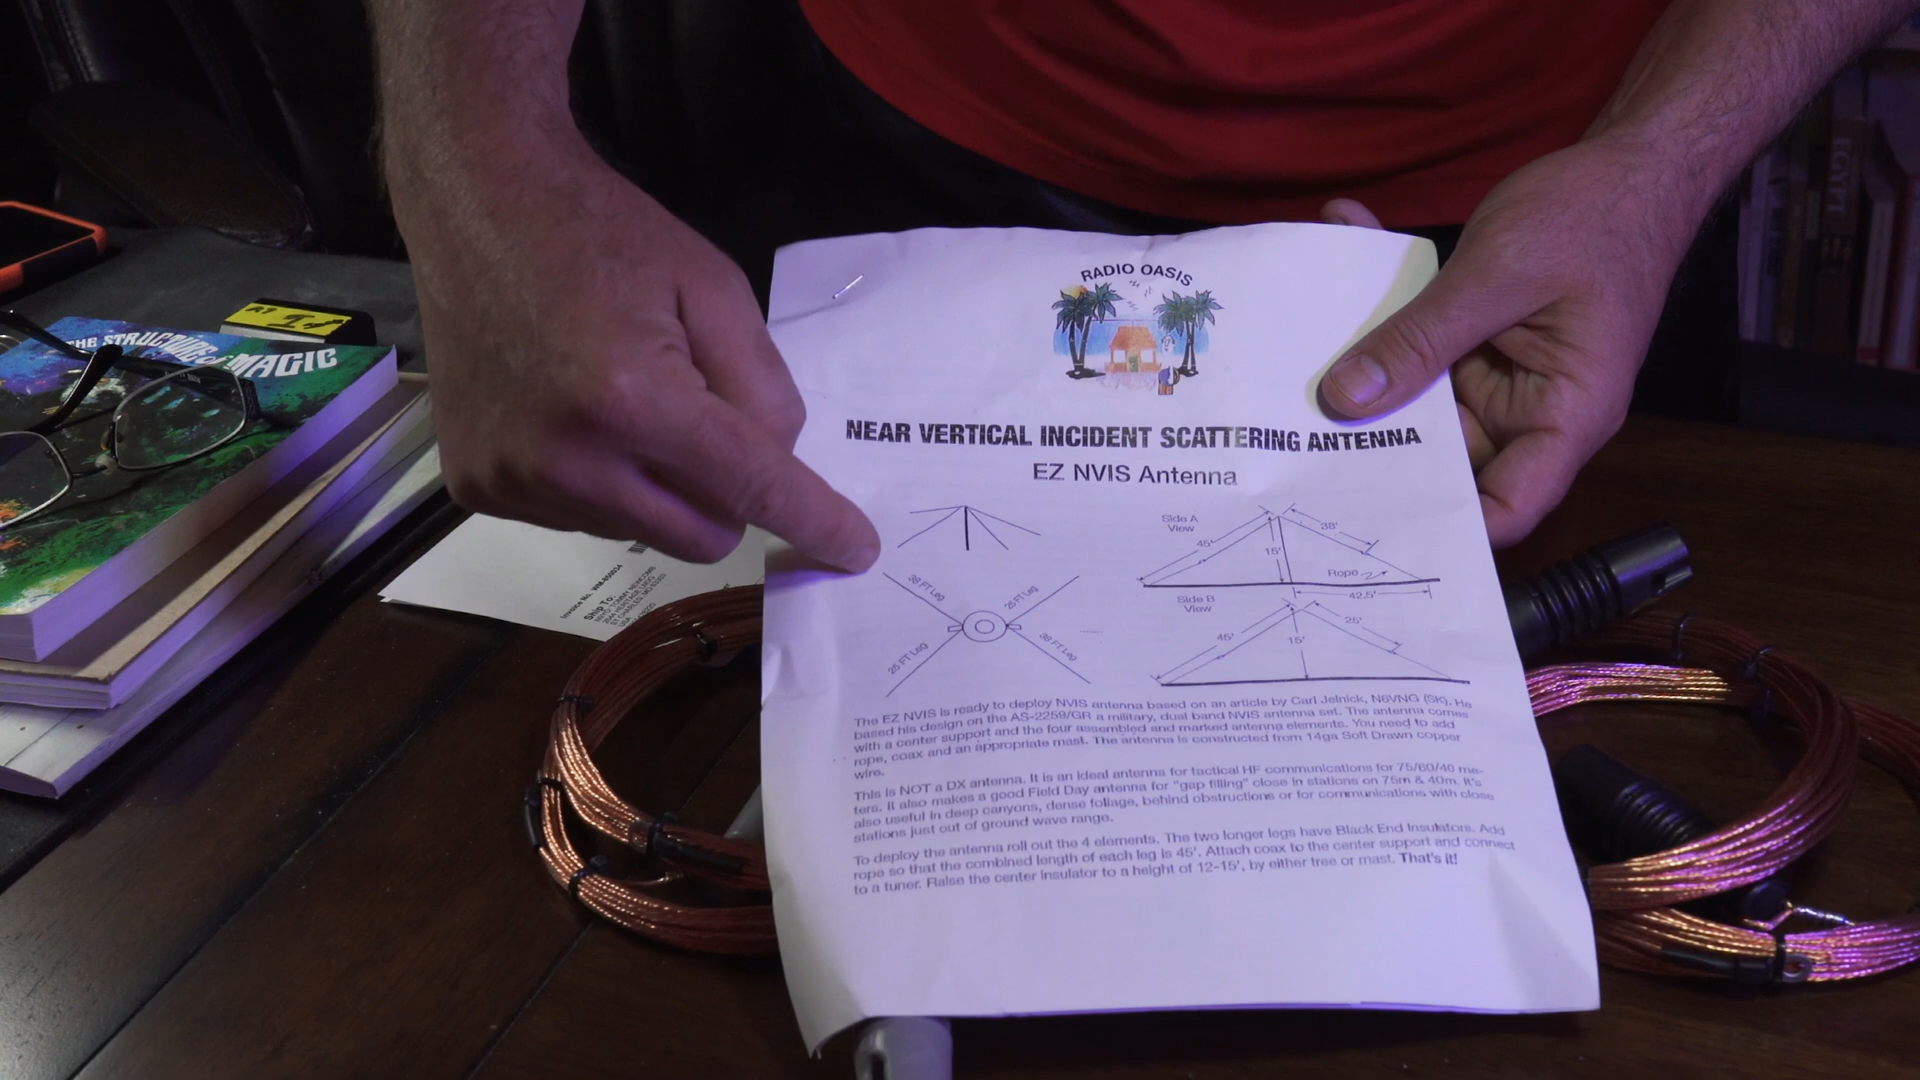 RADIO OASIS
NEAR VERTICAL INCIDENT SCATTERING ANTENNA
EZ NVIS Antenna
Side A
View
45'
15'
38'
Rope
42.5'
Side B
View
45'
15'
25'
38 FT Leg
25 FT Leg
25 FT Leg
38 FT Leg
The EZ NVIS is ready to deploy NVIS antenna based on an article by Carl Jelnick, N6VNG (SK). He
based his design on the AS-2259/GR a military, dual band NVIS antenna set. The antenna comes
with a center support and the four assembled and marked antenna elements. You need to add
rope, coax and an appropriate mast. The antenna is constructed from 14ga Soft Drawn copper
wire.
This is NOT a DX antenna. It is an ideal antenna for tactical HF communications for 75/60/40 me-
ters. It also makes a good Field Day antenna for "gap filling" close in stations on 75m & 40m. It's
also useful in deep canyons, dense foliage, behind obstructions or for communications with close
stations just out of ground wave range.
To deploy the antenna roll out the 4 elements. The two longer legs have Black End Insulators. Add
rope so that the combined length of each leg is 45'. Attach coax to the center support and connect
to a tuner. Raise the center insulator to a height of 12-15', by either tree or mast. That's it!
THE STRUCTURE of MAGIC
Invoice No.
Ship To:
USA
EGYPT